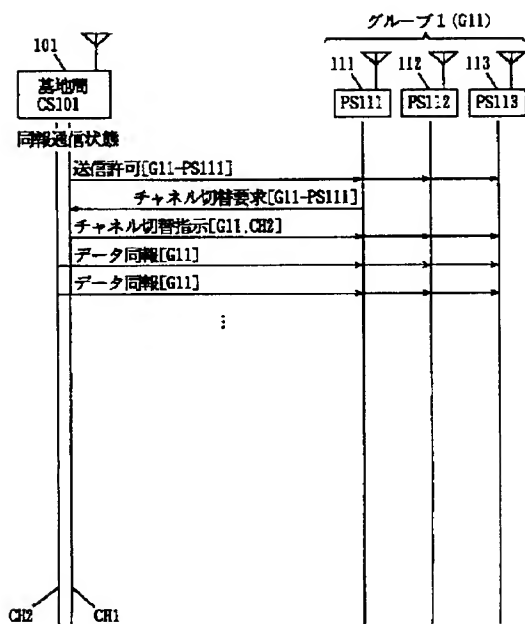 グループ1(G11)
101
111
112
113
基地局
CS101
PS111
PS112
PS113
同報通信状態
送信許可[G11-PS111]
チャネル切替要求[G11-PS111]
チャネル切替指示[G11,CH2]
データ同報[G11]
データ同報[G11]
⋮
CH2
CH1